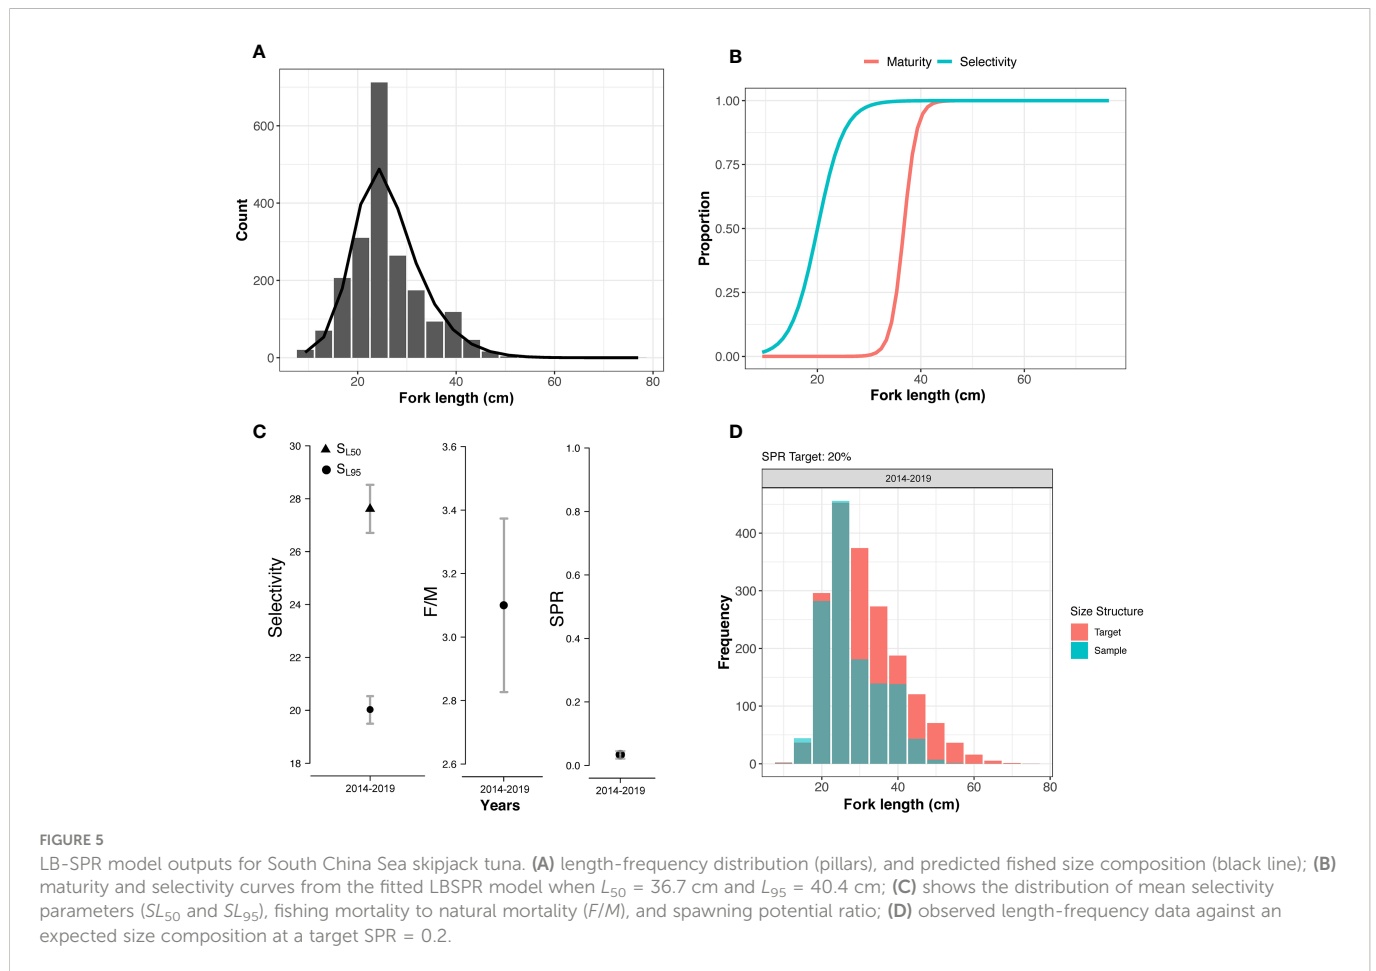 A
600
400
200
0
Count
20
40
60
80
Fork length (cm)
B
Maturity
Selectivity
1.00
0.75
0.50
0.25
0.00
Proportion
20
40
60
Fork length (cm)
C
30
28
26
24
22
20
18
Selectivity
SL50
SL95
2014-2019
3.6
3.4
3.2
3.0
2.8
2.6
F/M
2014-2019
Years
1.0
0.8
0.6
0.4
0.2
0.0
SPR
2014-2019
D
SPR Target: 20%
2014-2019
400
300
200
100
0
Frequency
20
40
60
80
Fork length (cm)
Size Structure
Target
Sample
FIGURE 5
LB-SPR model outputs for South China Sea skipjack tuna. (A) length-frequency distribution (pillars), and predicted fished size composition (black line); (B)
maturity and selectivity curves from the fitted LBSPR model when L50 = 36.7 cm and L95 = 40.4 cm; (C) shows the distribution of mean selectivity
parameters (SL50 and SL95), fishing mortality to natural mortality (F/M), and spawning potential ratio; (D) observed length-frequency data against an
expected size composition at a target SPR = 0.2.